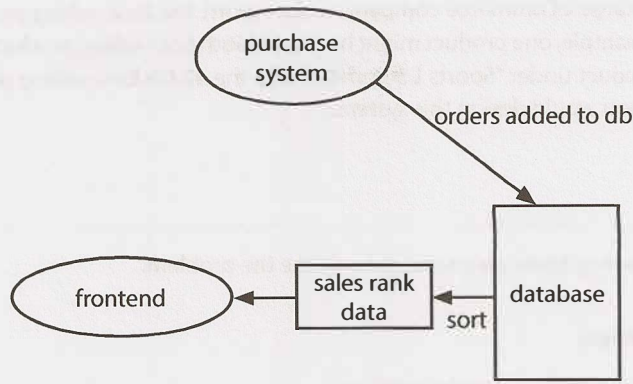 purchase
system
orders added to db
frontend
sales rank
data
sort
database